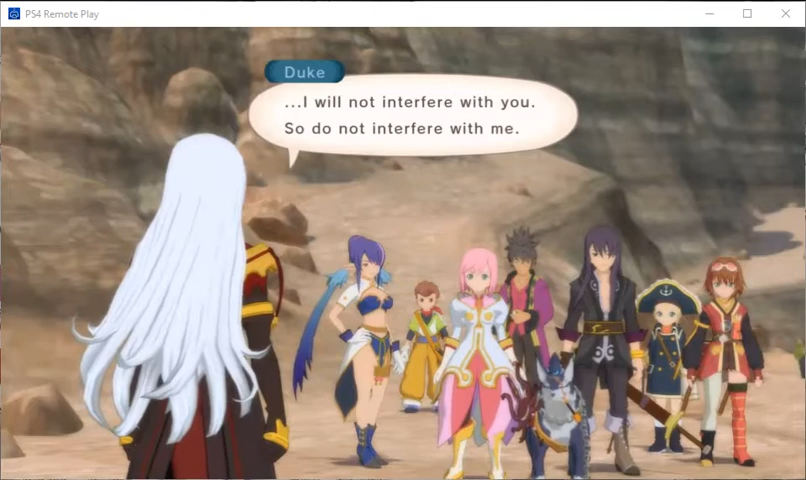 PS4 Remote Play
Duke
...I will not interfere with you.
So do not interfere with me.